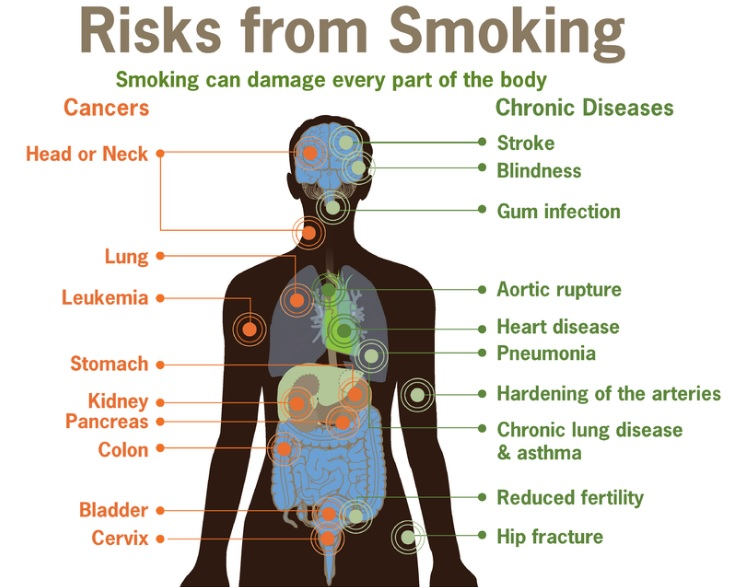 Risks from Smoking
Smoking can damage every part of the body
Cancers
Head or Neck
Lung
Leukemia
Stomach
Kidney
Pancreas
Colon
Bladder
Cervix
Chronic Diseases
Stroke
Blindness
Gum infection
Aortic rupture
Heart disease
Pneumonia
Hardening of the arteries
Chronic lung disease
& asthma
Reduced fertility
Hip fracture